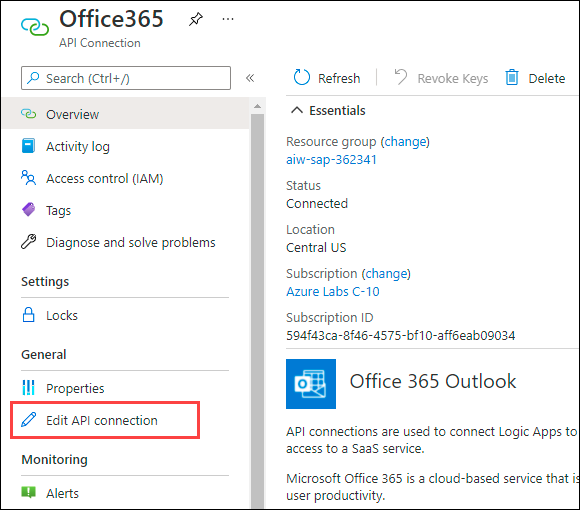 Office365
API Connection
Search (Ctrl+/)
Overview
Activity log
Access control (IAM)
Tags
Diagnose and solve problems
Settings
Locks
General
Properties
Edit API connection
Monitoring
Alerts
Refresh
Revoke Keys
Delete
Essentials
Resource group (change)
aiw-sap-362341
Status
Connected
Location
Central US
Subscription (change)
Azure Labs C-10
Subscription ID
594f43ca-8f46-4575-bf10-aff6eab09034
Office 365 Outlook
API connections are used to connect Logic Apps to
access to a SaaS service.
Microsoft Office 365 is a cloud-based service that is
user productivity.